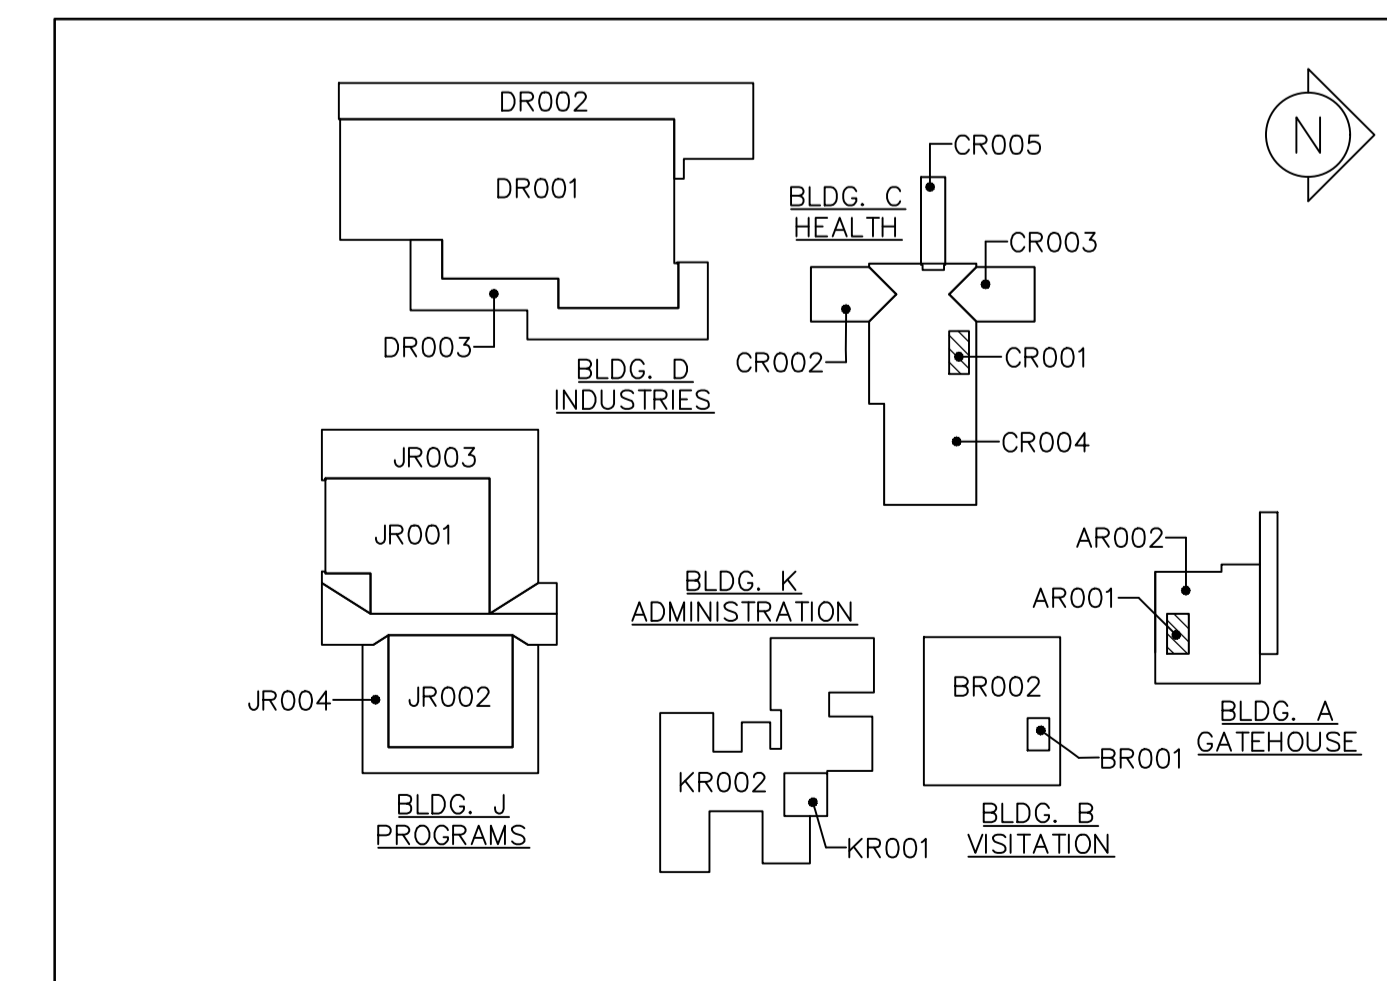 DR002
DR001
DR003
BLDG. D
INDUSTRIES
CR005
BLDG. C
HEALTH
CR003
CR002
CR001
CR004
N
JR003
JR001
JR004
JR002
BLDG. J
PROGRAMS
BLDG. K
ADMINISTRATION
KR002
KR001
BR002
BR001
BLDG. B
VISITATION
AR002
AR001
BLDG. A
GATEHOUSE